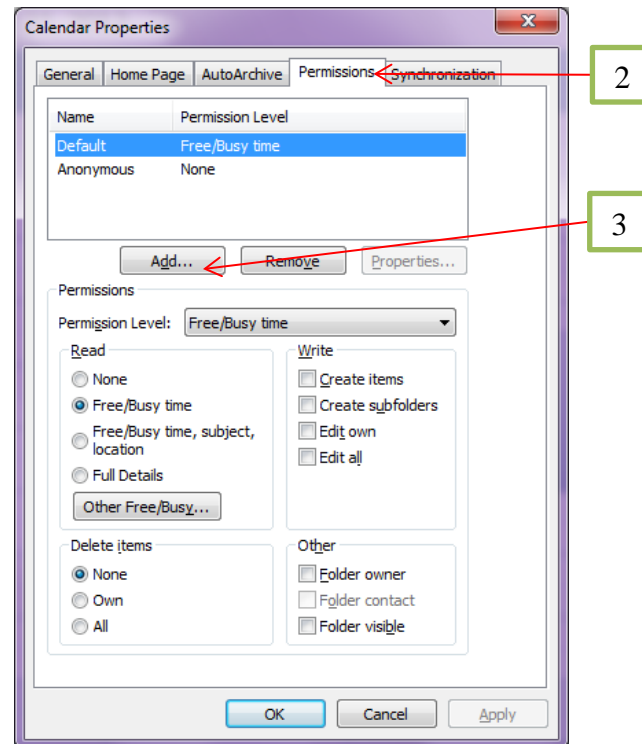 Calendar Properties
General Home Page AutoArchive Permissions Synchronization
2
Name Permission Level
Default Free/Busy time
Anonymous None
3
Add... Remove Properties...
Permissions
Permission Level: Free/Busy time
Read
None
Free/Busy time
Free/Busy time, subject,
location
Full Details
Other Free/Busy...
Write
Create items
Create subfolders
Edit own
Edit all
Delete items
None
Own
All
Other
Folder owner
Folder contact
Folder visible
OK Cancel Apply